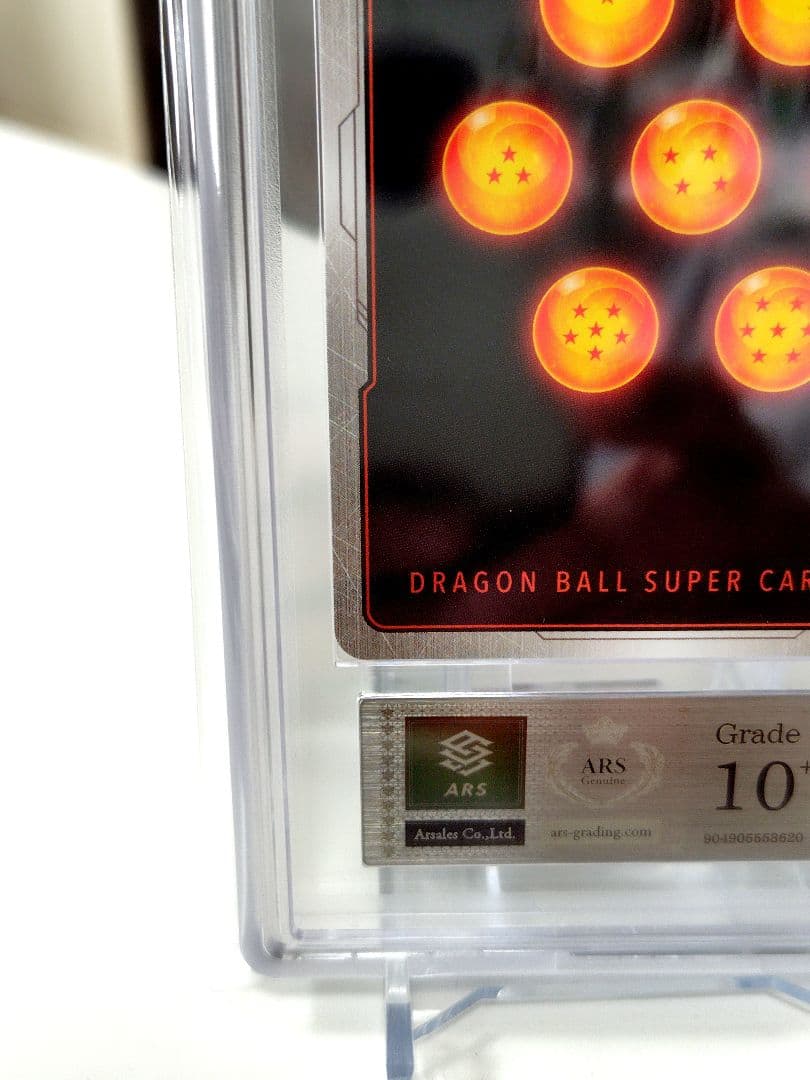 DRAGON BALL SUPER CAR
ARS
Arsales Co.,Ltd.
ARS
Genuine
ars-grading.com
Grade
10+
904905558620